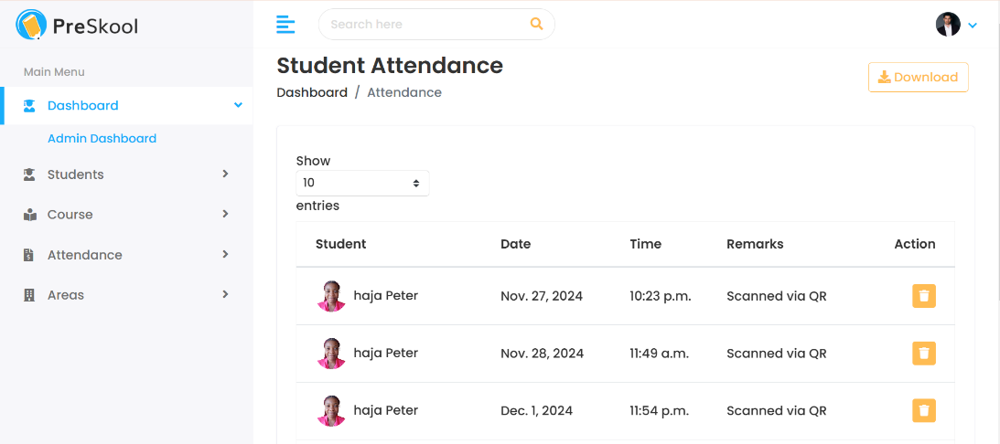 PreSkool
Search here
Main Menu
Dashboard
Admin Dashboard
Students
Course
Attendance
Areas
Student Attendance
Dashboard / Attendance
Download
Show
10
entries
Student Date Time Remarks Action
haja Peter Nov. 27, 2024 10:23 p.m. Scanned via QR
haja Peter Nov. 28, 2024 11:49 a.m. Scanned via QR
haja Peter Dec. 1, 2024 11:54 p.m. Scanned via QR